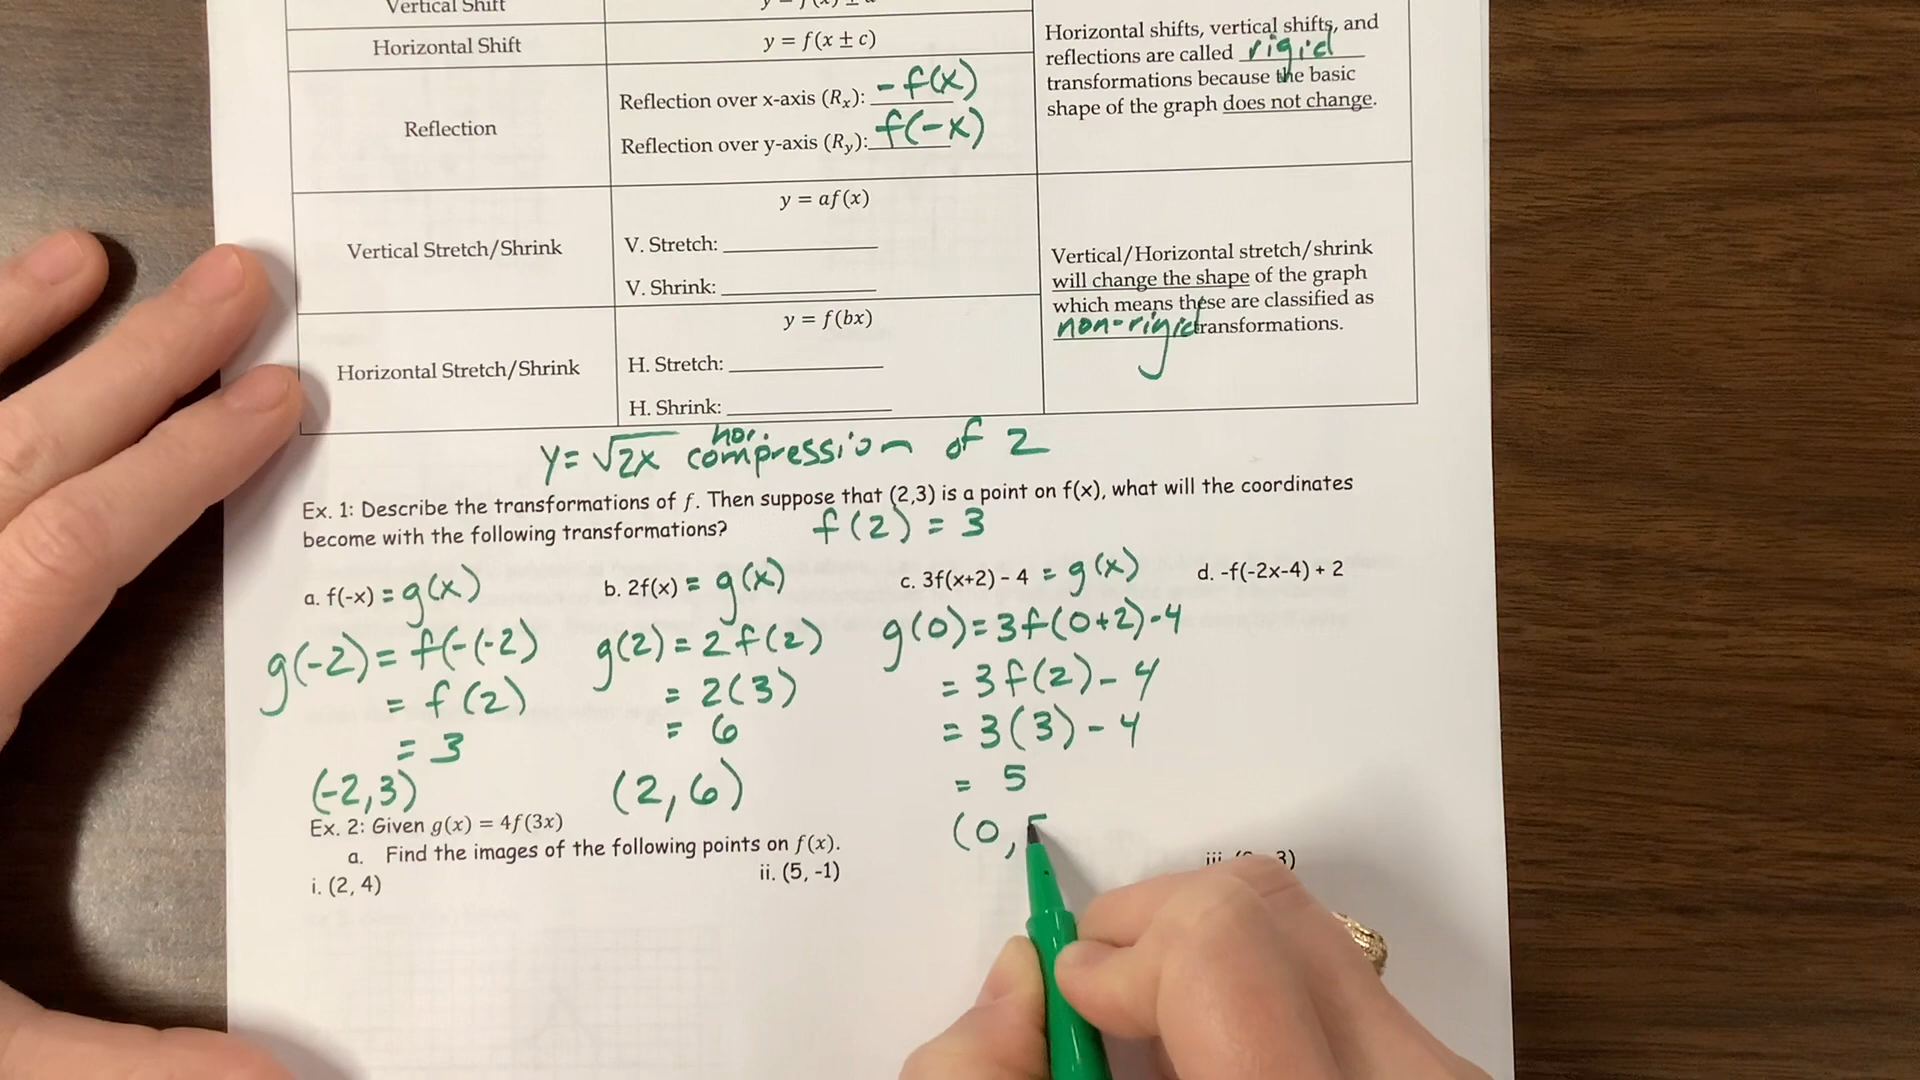 Vertical Shift
Horizontal Shift
y = f(x ± c)
Horizontal shifts, vertical shifts, and
reflections are called rigid
transformations because the basic
shape of the graph does not change.
Reflection
Reflection over x-axis (Rx): -f(x)
Reflection over y-axis (Ry): f(-x)
Vertical Stretch/Shrink
y = af(x)
V. Stretch:
V. Shrink:
Vertical/Horizontal stretch/shrink
will change the shape of the graph
which means these are classified as
non-rigid transformations.
Horizontal Stretch/Shrink
y = f(bx)
H. Stretch:
H. Shrink:
hor.
y = √2x compression of 2
Ex. 1: Describe the transformations of f. Then suppose that (2,3) is a point on f(x), what will the coordinates
become with the following transformations? f(2) = 3
a. f(-x) = g(x)
g(-2) = f(-(-2)
= f(2)
= 3
(-2,3)
b. 2f(x) = g(x)
g(2) = 2f(2)
= 2(3)
= 6
(2,6)
c. 3f(x+2) - 4 = g(x)
g(0) = 3f(0+2)-4
= 3f(2) - 4
= 3(3) - 4
= 5
(0,5
d. -f(-2x-4) + 2
Ex. 2: Given g(x) = 4f(3x)
a. Find the images of the following points on f(x).
i. (2, 4)
ii. (5, -1)
iii. 3)